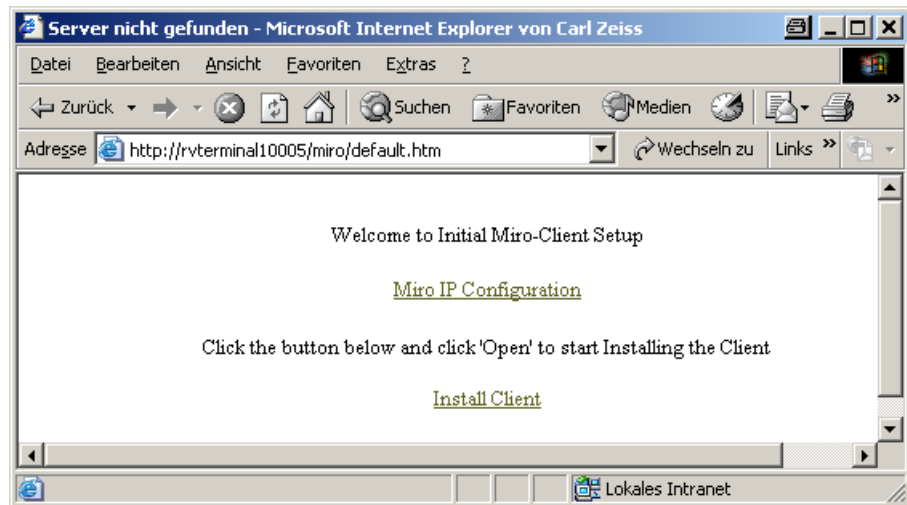 Server nicht gefunden - Microsoft Internet Explorer von Carl Zeiss
Datei Bearbeiten Ansicht Favoriten Extras ?
Zurück Suchen Favoriten Medien »
Adresse http://rvterminal10005/miro/default.htm Wechseln zu Links »
Welcome to Initial Miro-Client Setup
Miro IP Configuration
Click the button below and click 'Open' to start Installing the Client
Install Client
Lokales Intranet